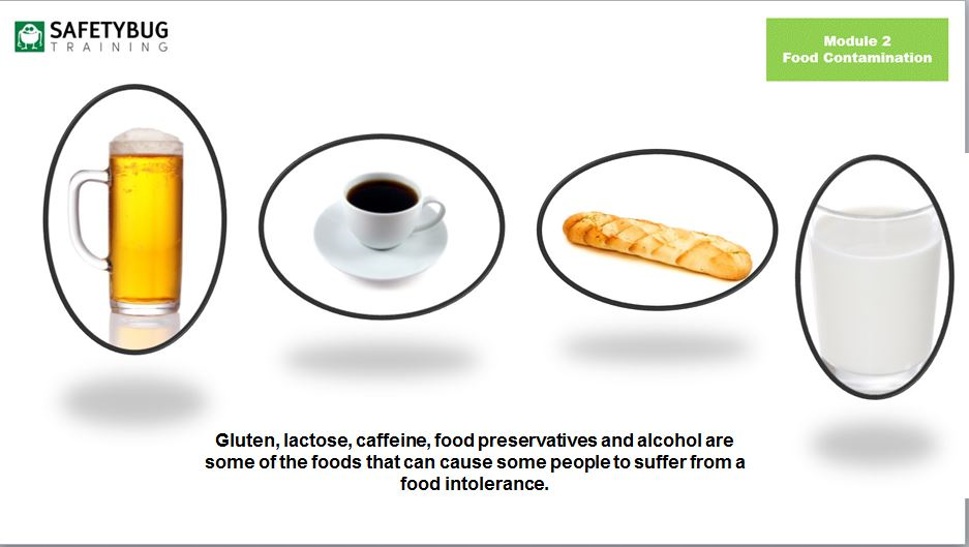 SAFETYBUG
TRAINING
Module 2
Food Contamination
Gluten, lactose, caffeine, food preservatives and alcohol are
some of the foods that can cause some people to suffer from a
food intolerance.